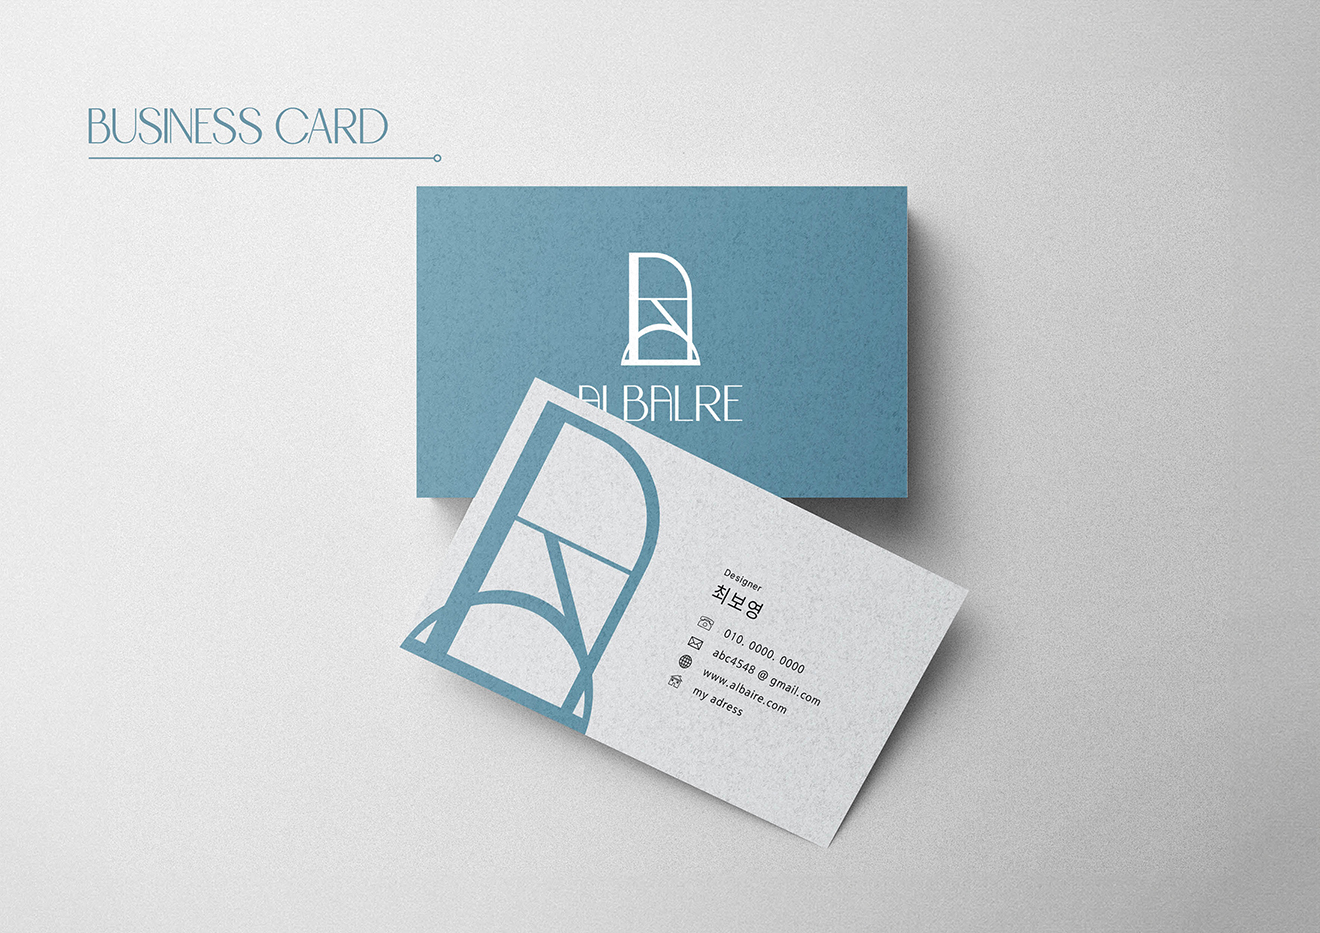 BUSINESS CARD
ALBALRE
Designer
최보영
010. 0000. 0000
abc4548 @ gmail.com
www.albaire.com
my adress